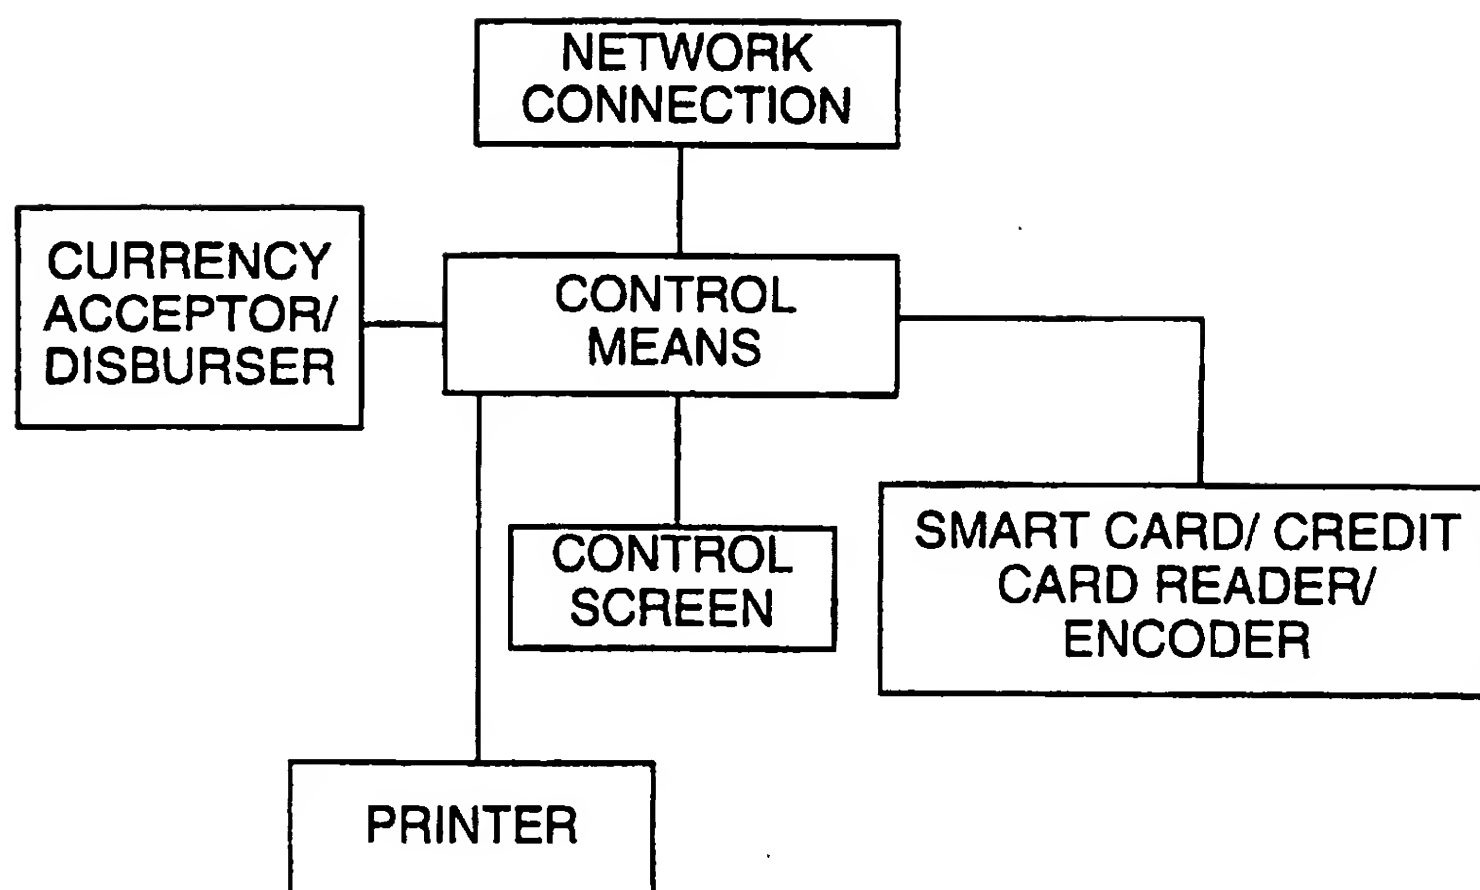 NETWORK
CONNECTION
CURRENCY
ACCEPTOR/
DISBURSER
CONTROL
MEANS
CONTROL
SCREEN
SMART CARD/ CREDIT
CARD READER/
ENCODER
PRINTER